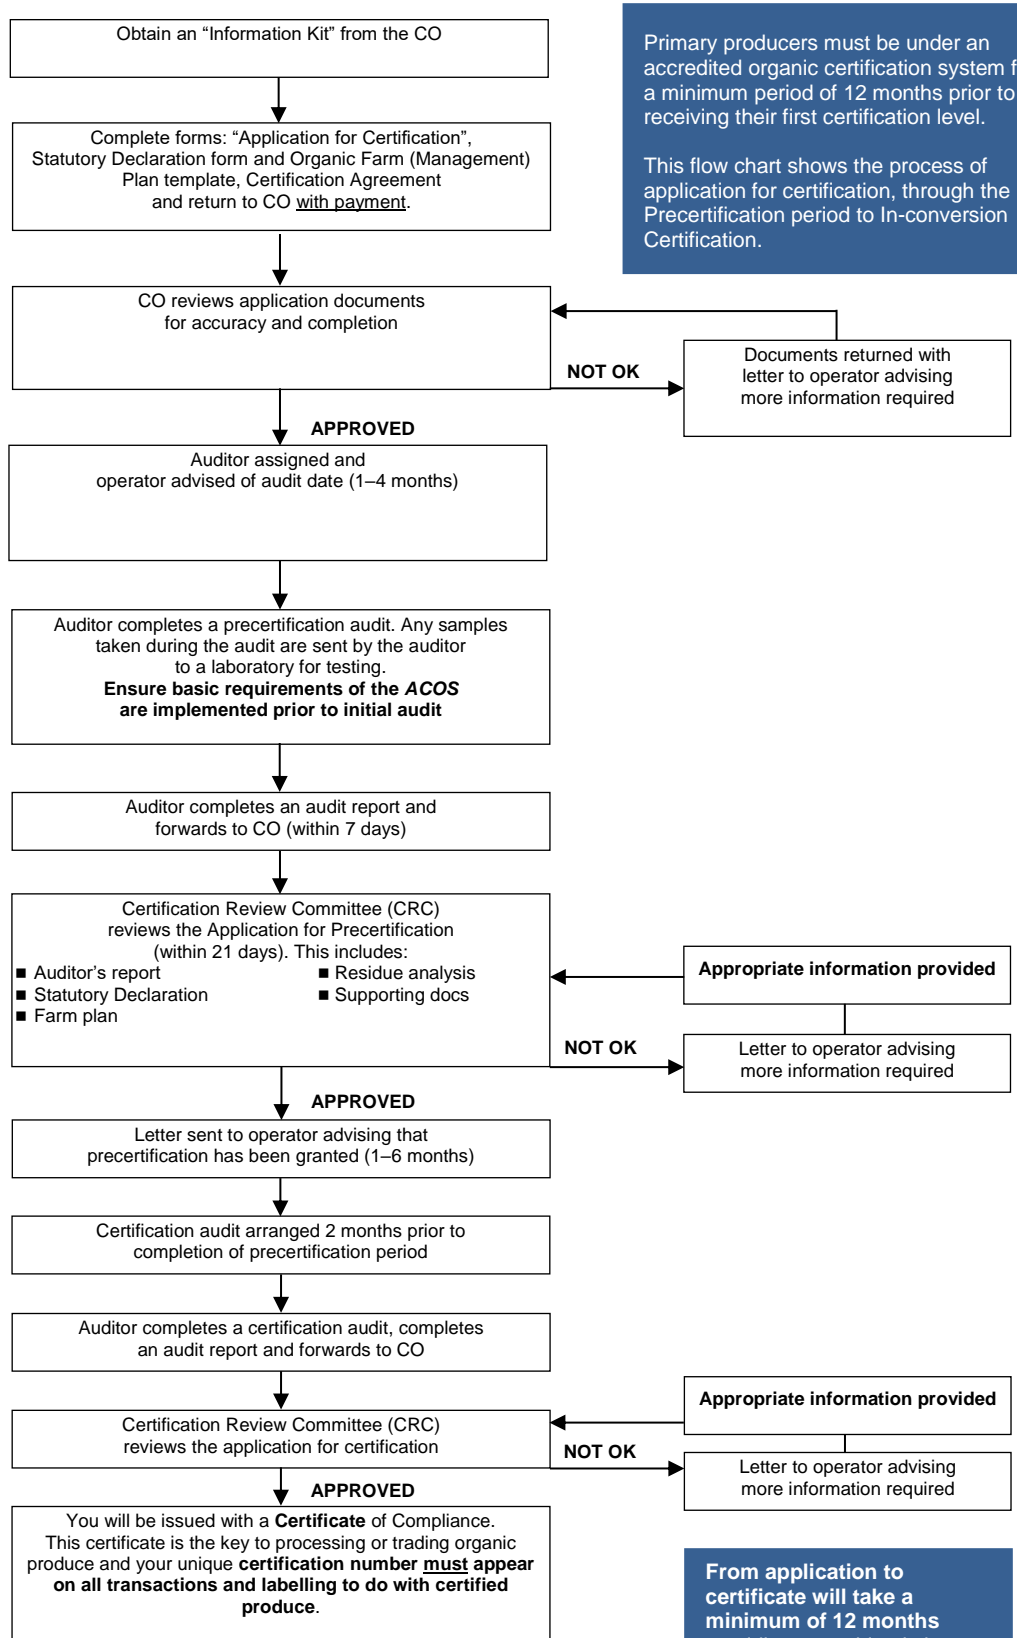 Obtain an “Information Kit” from the CO
Primary producers must be under an
accredited organic certification system
a minimum period of 12 months prior to
receiving their first certification level.
This flow chart shows the process of
application for certification, through the
Precertification period to In-conversion
Certification.
Complete forms: “Application for Certification”,
Statutory Declaration form and Organic Farm (Management)
Plan template, Certification Agreement
and return to CO with payment.
CO reviews application documents
for accuracy and completion
NOT OK
Documents returned with
letter to operator advising
more information required
APPROVED
Auditor assigned and
operator advised of audit date (1–4 months)
Auditor completes a precertification audit. Any samples
taken during the audit are sent by the auditor
to a laboratory for testing.
Ensure basic requirements of the ACOS
are implemented prior to initial audit
Auditor completes an audit report and
forwards to CO (within 7 days)
Certification Review Committee (CRC)
reviews the Application for Precertification
(within 21 days). This includes:
■ Auditor’s report
■ Statutory Declaration
■ Farm plan
■ Residue analysis
■ Supporting docs
Appropriate information provided
NOT OK
Letter to operator advising
more information required
APPROVED
Letter sent to operator advising that
precertification has been granted (1–6 months)
Certification audit arranged 2 months prior to
completion of precertification period
Auditor completes a certification audit, completes
an audit report and forwards to CO
Certification Review Committee (CRC)
reviews the application for certification
Appropriate information provided
NOT OK
Letter to operator advising
more information required
APPROVED
You will be issued with a Certificate of Compliance.
This certificate is the key to processing or trading organic
produce and your unique certification number must appear
on all transactions and labelling to do with certified
produce.
From application to
certificate will take a
minimum of 12 months